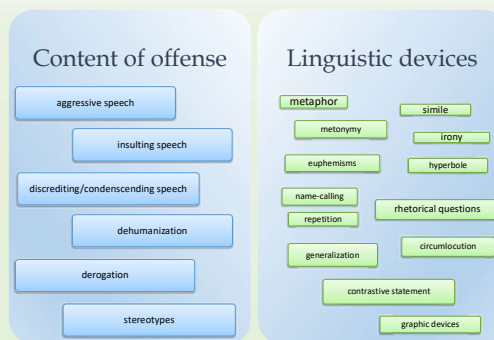 Content of offense
aggressive speech
insulting speech
discrediting/condenscending speech
dehumanization
derogation
stereotypes
Linguistic devices
metaphor
simile
metonymy
irony
euphemisms
hyperbole
name-calling
rhetorical questions
repetition
circumlocution
generalization
contrastive statement
graphic devices